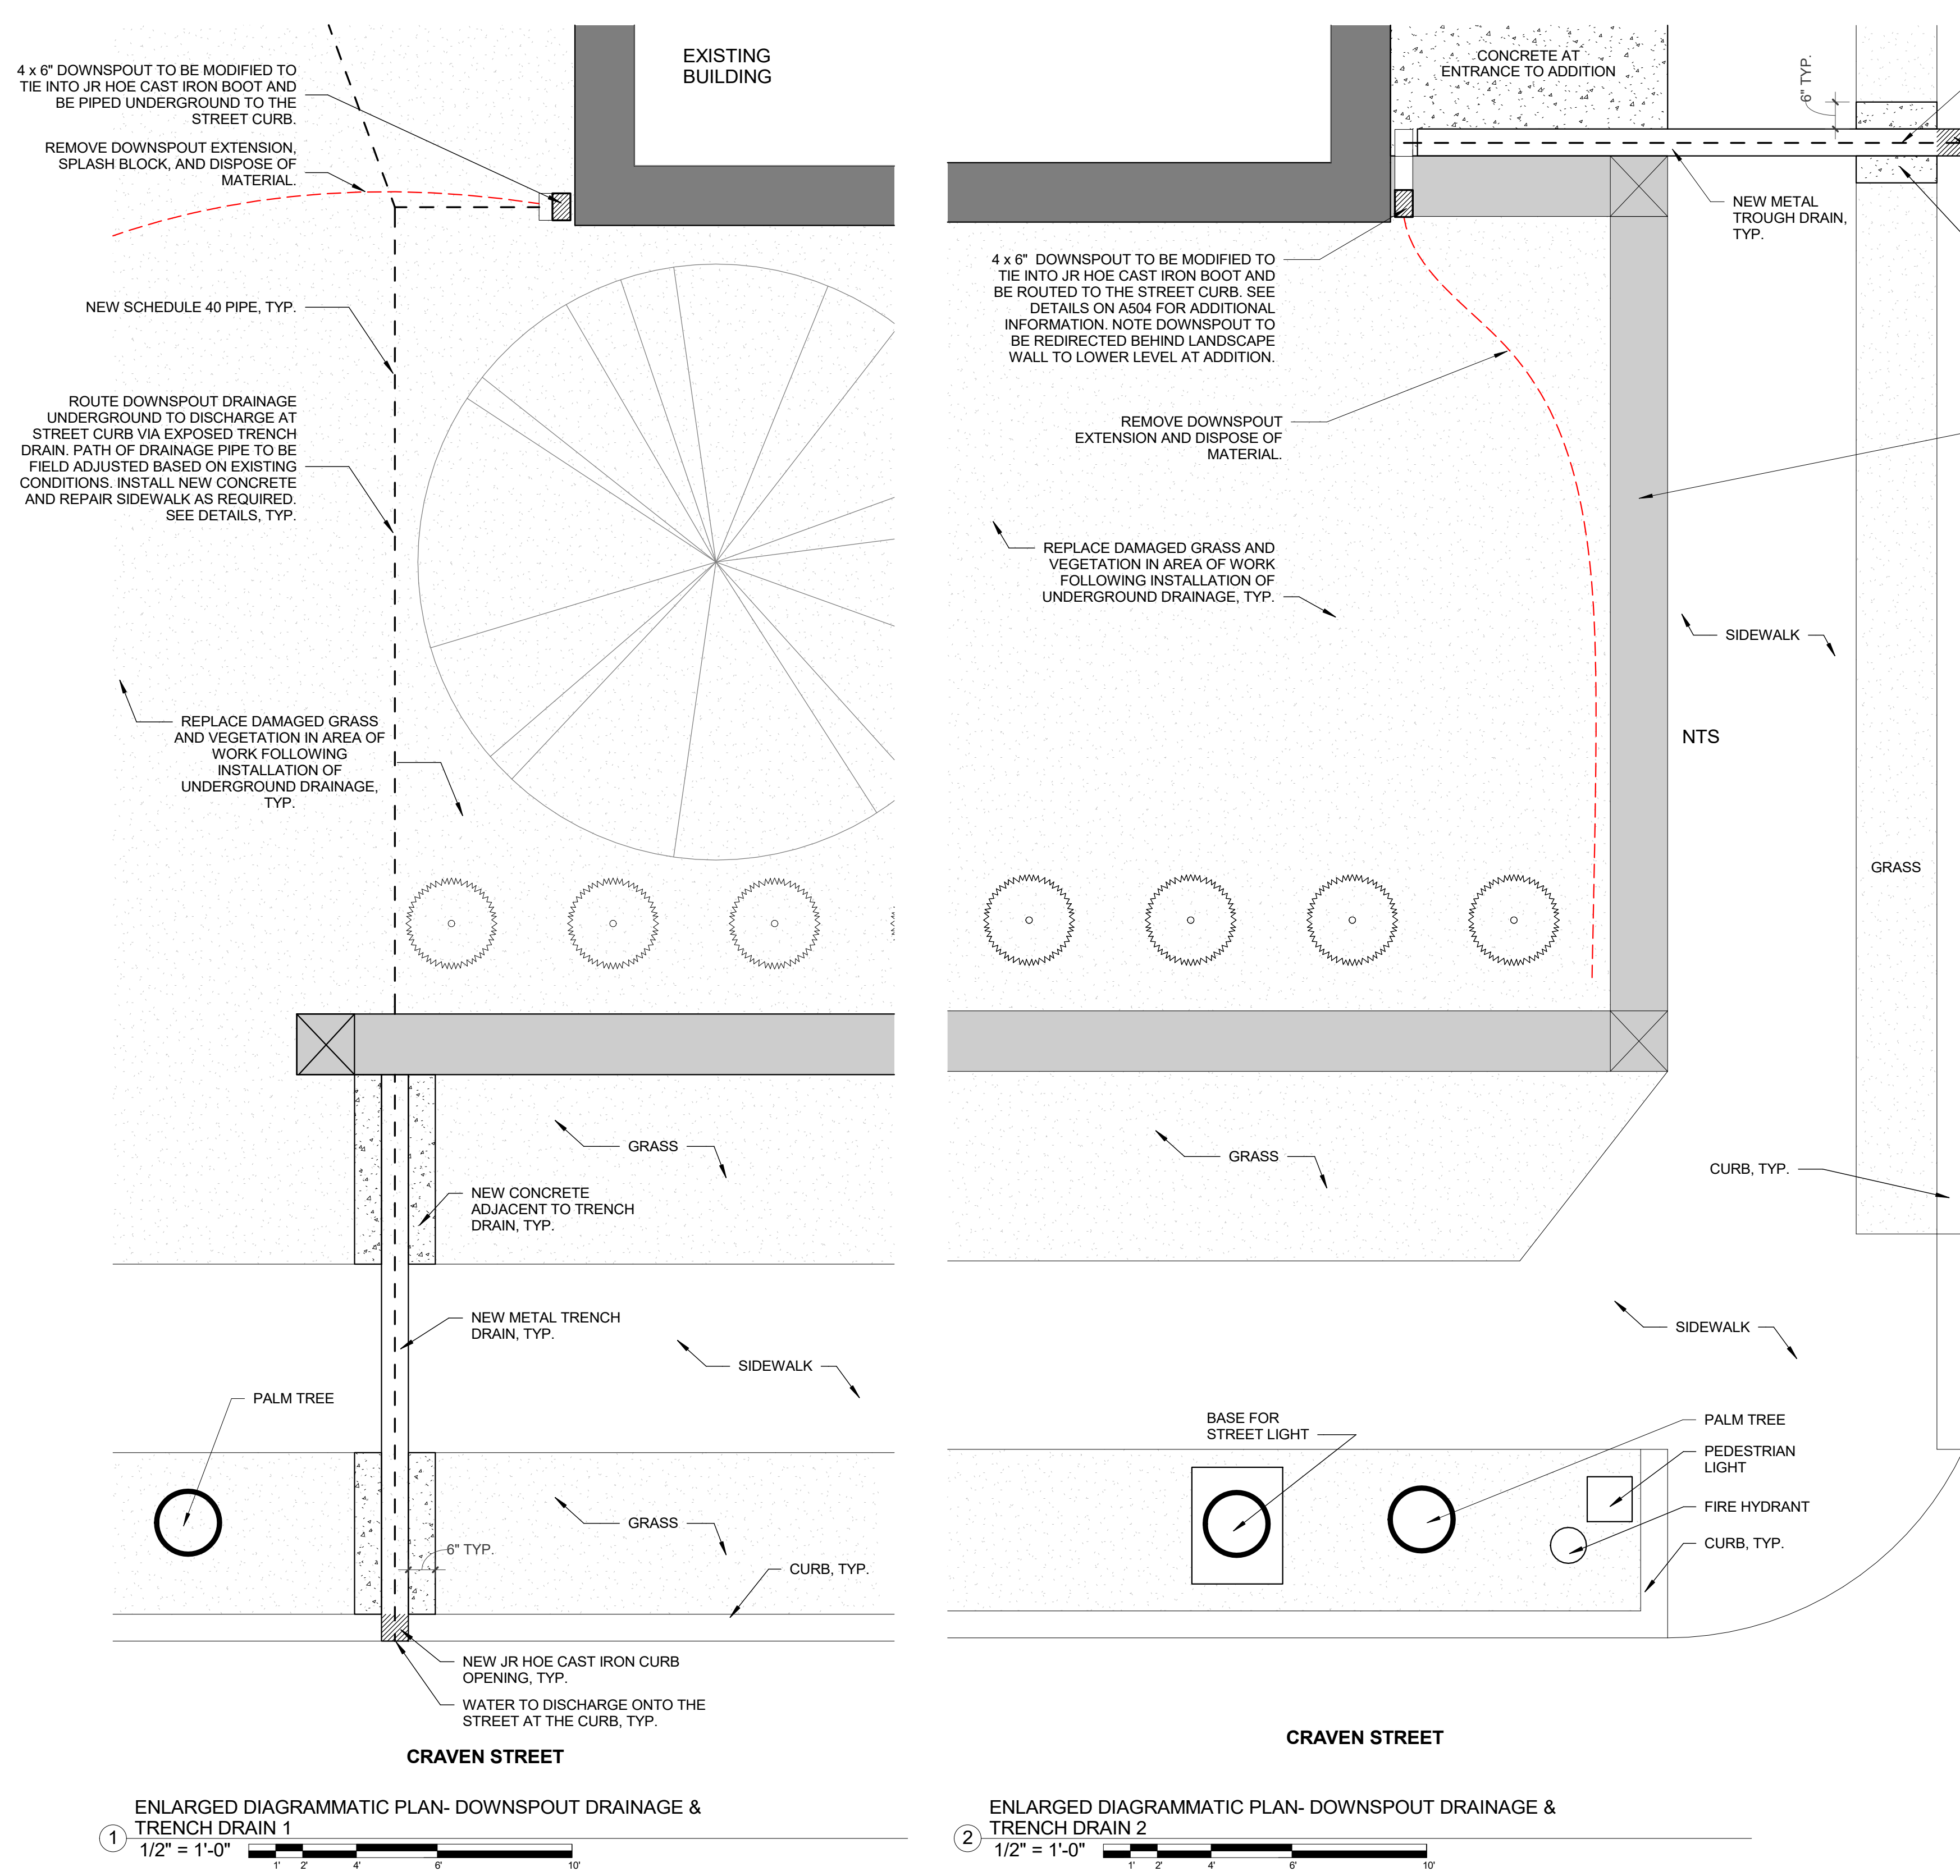 4 x 6" DOWNSPOUT TO BE MODIFIED TO
TIE INTO JR HOE CAST IRON BOOT AND
BE PIPED UNDERGROUND TO THE
STREET CURB.
REMOVE DOWNSPOUT EXTENSION,
SPLASH BLOCK, AND DISPOSE OF
MATERIAL.
EXISTING
BUILDING
NEW SCHEDULE 40 PIPE, TYP.
ROUTE DOWNSPOUT DRAINAGE
UNDERGROUND TO DISCHARGE AT
STREET CURB VIA EXPOSED TRENCH
DRAIN. PATH OF DRAINAGE PIPE TO BE
FIELD ADJUSTED BASED ON EXISTING
CONDITIONS. INSTALL NEW CONCRETE
AND REPAIR SIDEWALK AS REQUIRED.
SEE DETAILS, TYP.
REPLACE DAMAGED GRASS
AND VEGETATION IN AREA OF
WORK FOLLOWING
INSTALLATION OF
UNDERGROUND DRAINAGE,
TYP.
GRASS
NEW CONCRETE
ADJACENT TO TRENCH
DRAIN, TYP.
NEW METAL TRENCH
DRAIN, TYP.
SIDEWALK
PALM TREE
GRASS
6" TYP.
CURB, TYP.
NEW JR HOE CAST IRON CURB
OPENING, TYP.
WATER TO DISCHARGE ONTO THE
STREET AT THE CURB, TYP.
CRAVEN STREET
ENLARGED DIAGRAMMATIC PLAN- DOWNSPOUT DRAINAGE &
TRENCH DRAIN 1
1
1/2" = 1'-0"
1' 2' 4' 6' 10'
CONCRETE AT
ENTRANCE TO ADDITION
6" TYP.
NEW METAL
TROUGH DRAIN,
TYP.
4 x 6" DOWNSPOUT TO BE MODIFIED TO
TIE INTO JR HOE CAST IRON BOOT AND
BE ROUTED TO THE STREET CURB. SEE
DETAILS ON A504 FOR ADDITIONAL
INFORMATION. NOTE DOWNSPOUT TO
BE REDIRECTED BEHIND LANDSCAPE
WALL TO LOWER LEVEL AT ADDITION.
REMOVE DOWNSPOUT
EXTENSION AND DISPOSE OF
MATERIAL.
REPLACE DAMAGED GRASS AND
VEGETATION IN AREA OF WORK
FOLLOWING INSTALLATION OF
UNDERGROUND DRAINAGE, TYP.
SIDEWALK
NTS
GRASS
GRASS
CURB, TYP.
SIDEWALK
BASE FOR
STREET LIGHT
PALM TREE
PEDESTRIAN
LIGHT
FIRE HYDRANT
CURB, TYP.
CRAVEN STREET
ENLARGED DIAGRAMMATIC PLAN- DOWNSPOUT DRAINAGE &
TRENCH DRAIN 2
2
1/2" = 1'-0"
1' 2' 4' 6' 10'